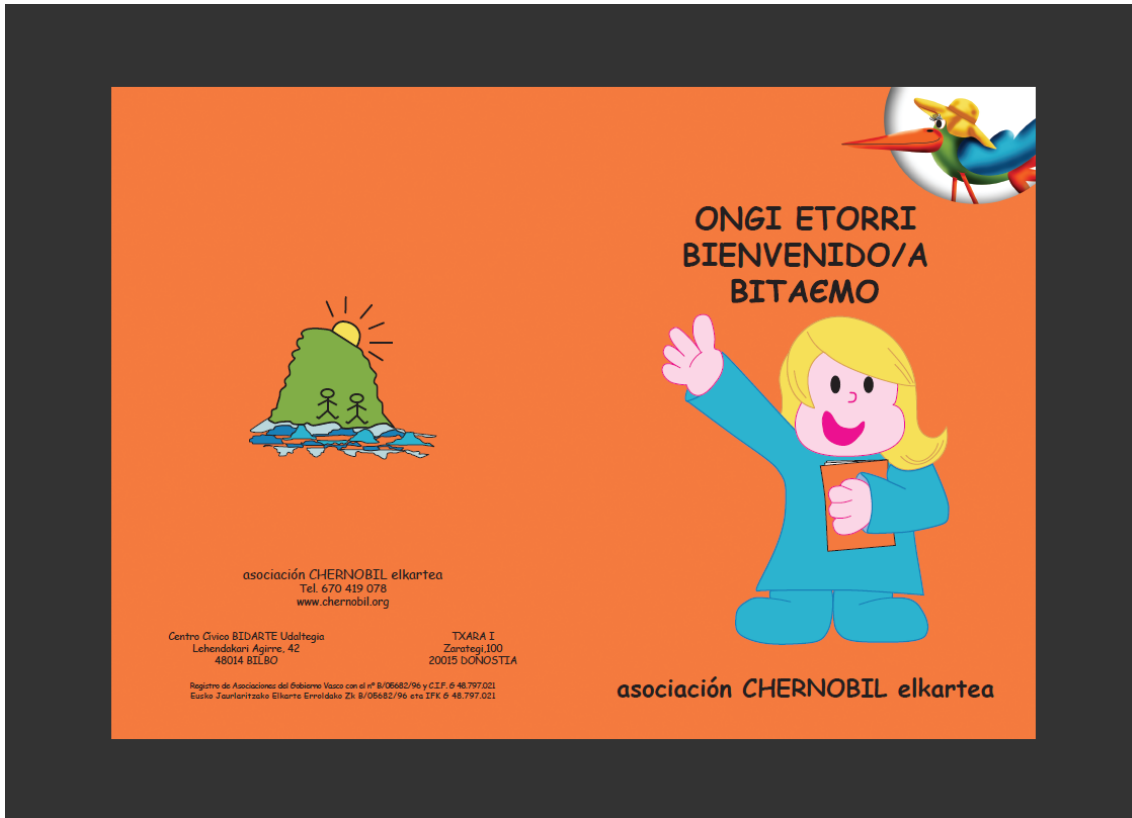 ONGI ETORRI
BIENVENIDO/A
BITAЄMO
asociación CHERNOBIL elkartea
asociación CHERNOBIL elkartea
Tel. 670 419 078
www.chernobil.org
Centro Cívico BIDARTE Udaltegia
Lehendakari Agirre, 42
48014 BILBO
TXARA I
Zarategi,100
20015 DONOSTIA
Registro de Asociaciones del Gobierno Vasco con el nº B/05682/96 y C.I.F. G 48.797.021
Eusko Jaurlaritzako Elkarte Erroldako Zk B/05682/96 eta IFK G 48.797.021